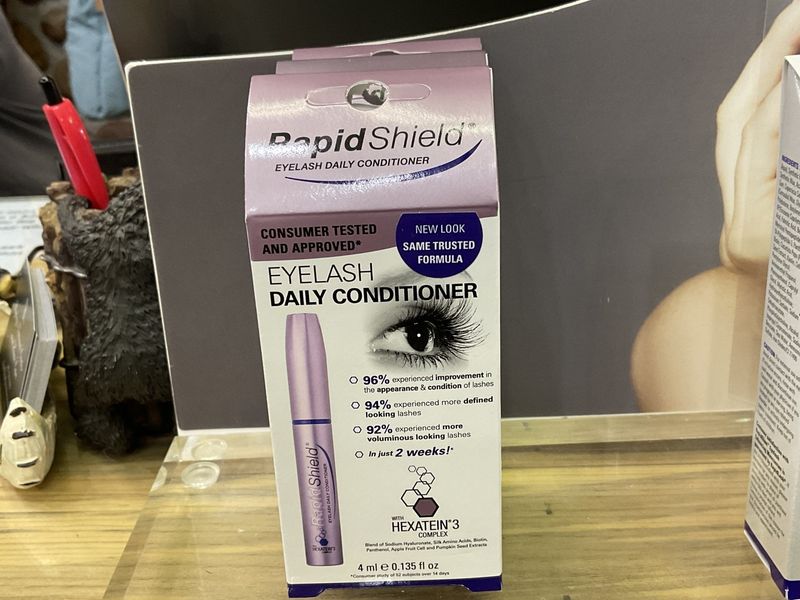 RapidShield®
EYELASH DAILY CONDITIONER
CONSUMER TESTED
AND APPROVED*
NEW LOOK
SAME TRUSTED
FORMULA
EYELASH
DAILY CONDITIONER
96% experienced improvement in
the appearance & condition of lashes
94% experienced more defined
looking lashes
92% experienced more
voluminous looking lashes
In just 2 weeks!*
RapidShield®
EYELASH DAILY CONDITIONER
HEXATEIN®3
WITH
HEXATEIN®3
COMPLEX
Blend of Sodium Hyaluronate, Silk Amino Acids, Biotin,
Panthenol, Apple Fruit Cell and Pumpkin Seed Extracts
4 ml ℮ 0.135 fl oz
*Consumer study of 52 subjects over 14 days
INGREDIENTS